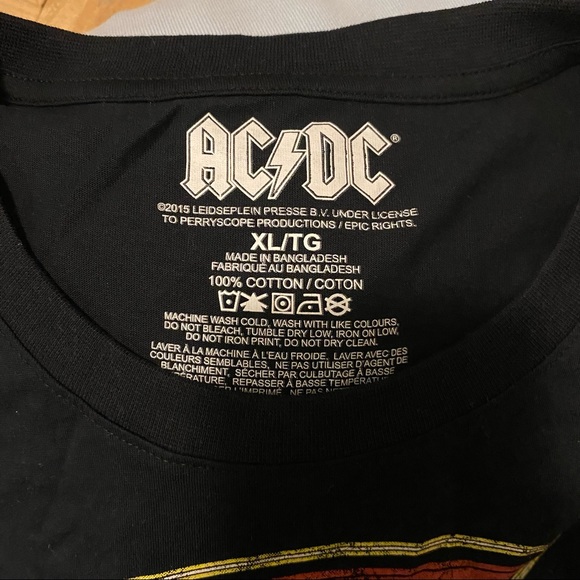 AC⚡DC®
©2015 LEIDSEPLEIN PRESSE B.V. UNDER LICENSE
TO PERRYSCOPE PRODUCTIONS / EPIC RIGHTS.
XL/TG
MADE IN BANGLADESH
FABRIQUÉ AU BANGLADESH
100% COTTON / COTON
MACHINE WASH COLD, WASH WITH LIKE COLOURS,
DO NOT BLEACH, TUMBLE DRY LOW, IRON ON LOW,
DO NOT IRON PRINT, DO NOT DRY CLEAN.
LAVER À LA MACHINE À L'EAU FROIDE, LAVER AVEC DES
COULEURS SEMBLABLES, NE PAS UTILISER D'AGENT DE
BLANCHIMENT, SÉCHER PAR CULBUTAGE À BASSE
REPASSER À BASSE TEMPÉRATURE
L'IMPRIMÉ, NE PAS